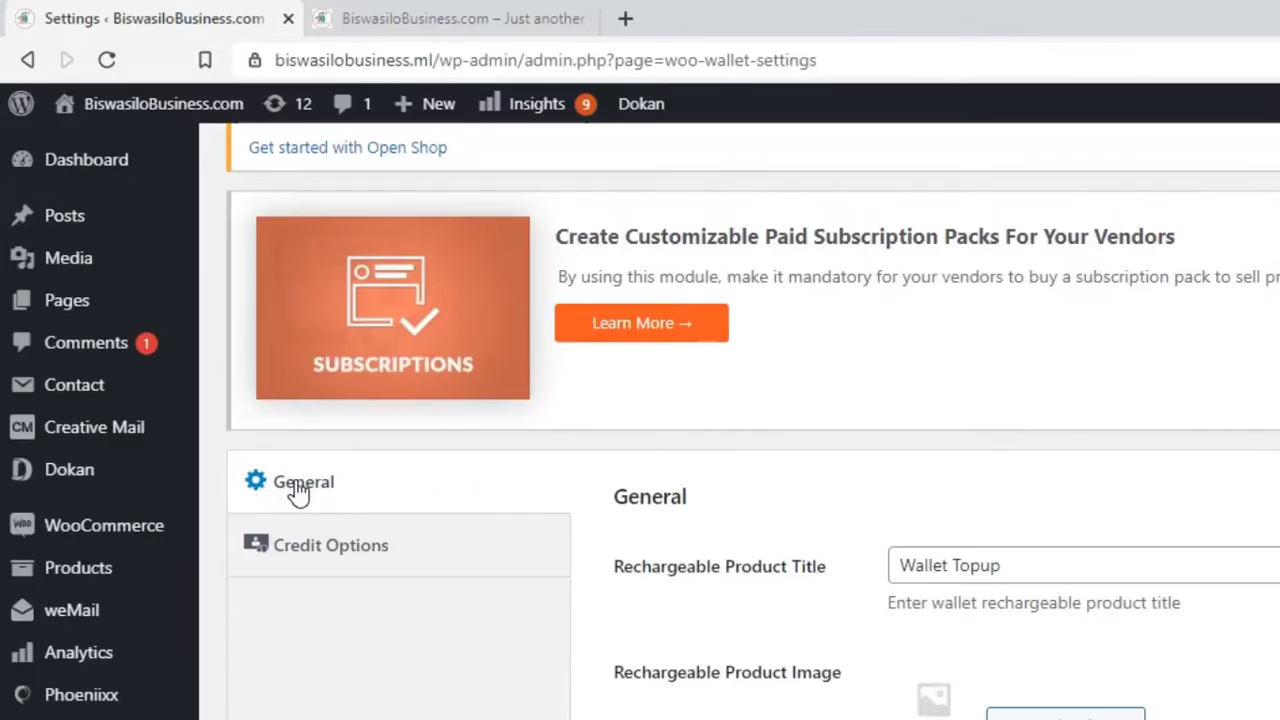 Settings ‹ BiswasiloBusiness.com
BiswasiloBusiness.com – Just another
biswasilobusiness.ml/wp-admin/admin.php?page=woo-wallet-settings
BiswasiloBusiness.com 12 1 New Insights 9 Dokan
Get started with Open Shop
Dashboard
Posts
Media
Pages
Comments 1
Contact
CM Creative Mail
Dokan
WOO WooCommerce
Products
weMail
Analytics
Phoeniixx
SUBSCRIPTIONS
Create Customizable Paid Subscription Packs For Your Vendors
By using this module, make it mandatory for your vendors to buy a subscription pack to sell
Learn More →
General
Credit Options
General
Rechargeable Product Title
Wallet Topup
Enter wallet rechargeable product title
Rechargeable Product Image